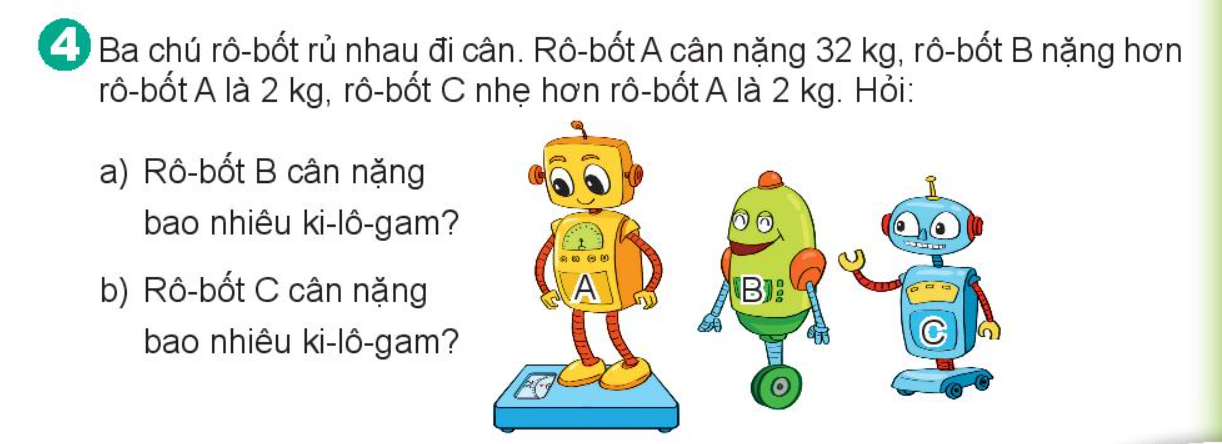 4 Ba chú rô-bốt rủ nhau đi cân. Rô-bốt A cân nặng 32 kg, rô-bốt B nặng hơn
rô-bốt A là 2 kg, rô-bốt C nhẹ hơn rô-bốt A là 2 kg. Hỏi:
a) Rô-bốt B cân nặng
bao nhiêu ki-lô-gam?
b) Rô-bốt C cân nặng
bao nhiêu ki-lô-gam?
A
B
C